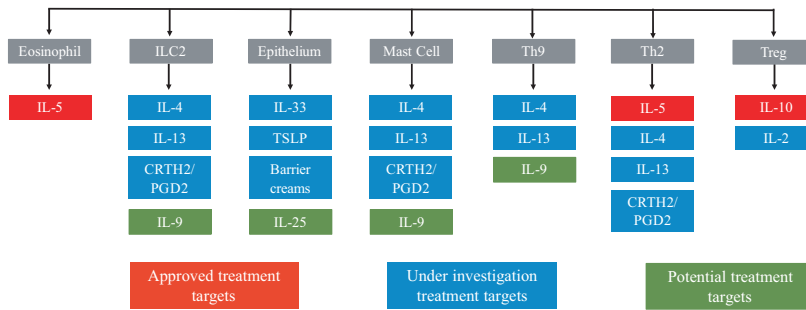 Eosinophil
ILC2
Epithelium
Mast Cell
Th9
Th2
Treg
IL-5
IL-4
IL-13
CRTH2/
PGD2
IL-9
IL-33
TSLP
Barrier
creams
IL-25
IL-4
IL-13
CRTH2/
PGD2
IL-9
IL-4
IL-13
IL-9
IL-5
IL-4
IL-13
CRTH2/
PGD2
IL-10
IL-2
Approved treatment
targets
Under investigation
treatment targets
Potential treatment
targets